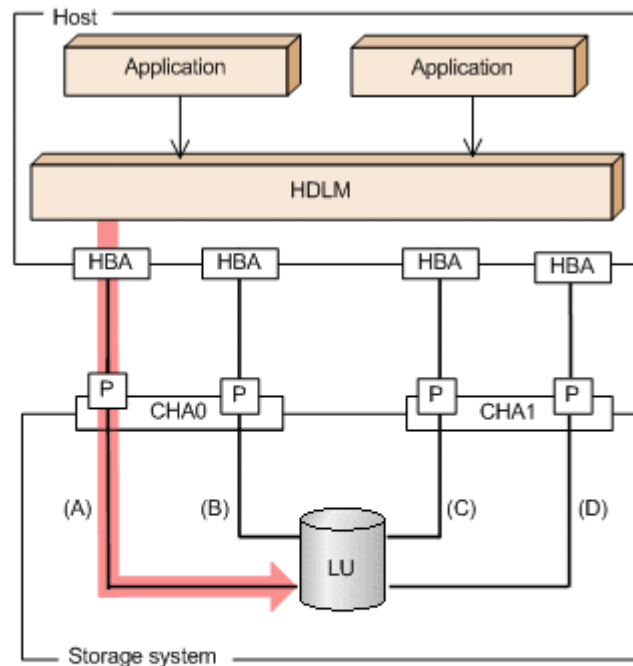 Host
Application
Application
HDLM
HBA
HBA
HBA
HBA
P
P
P
P
CHA0
CHA1
(A)
(B)
(C)
(D)
LU
Storage system